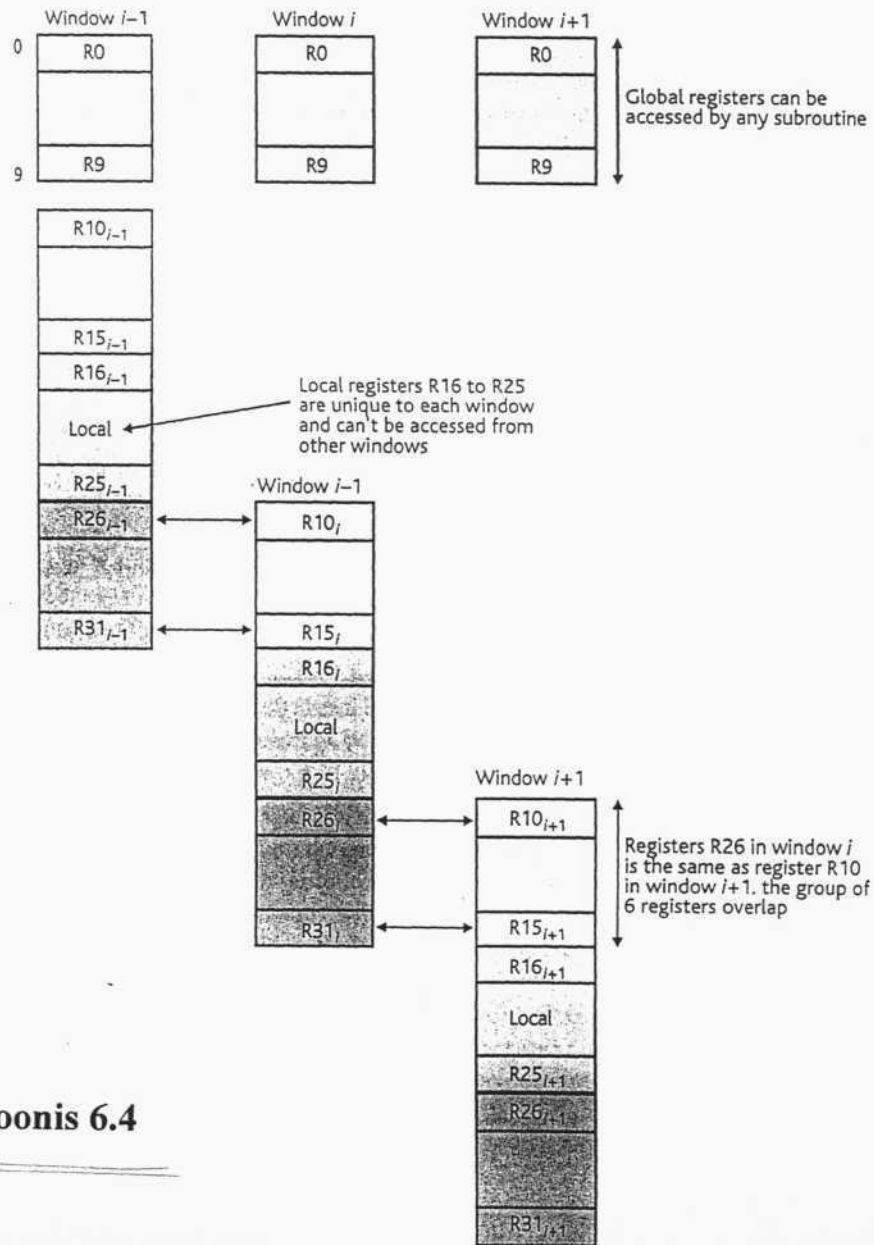 Window i–1
Window i
Window i+1
0
R0
R0
R0
Global registers can be
accessed by any subroutine
9
R9
R9
R9
R10i–1
R15i–1
R16i–1
Local registers R16 to R25
are unique to each window
and can't be accessed from
other windows
Local
R25i–1
Window i–1
R26i–1
R10i
R31i–1
R15i
R16i
Local
R25i
Window i+1
R26i
R10i+1
Registers R26 in window i
is the same as register R10
in window i+1. the group of
6 registers overlap
R31i
R15i+1
R16i+1
Local
R25i+1
R26i+1
R31i+1
oonis 6.4